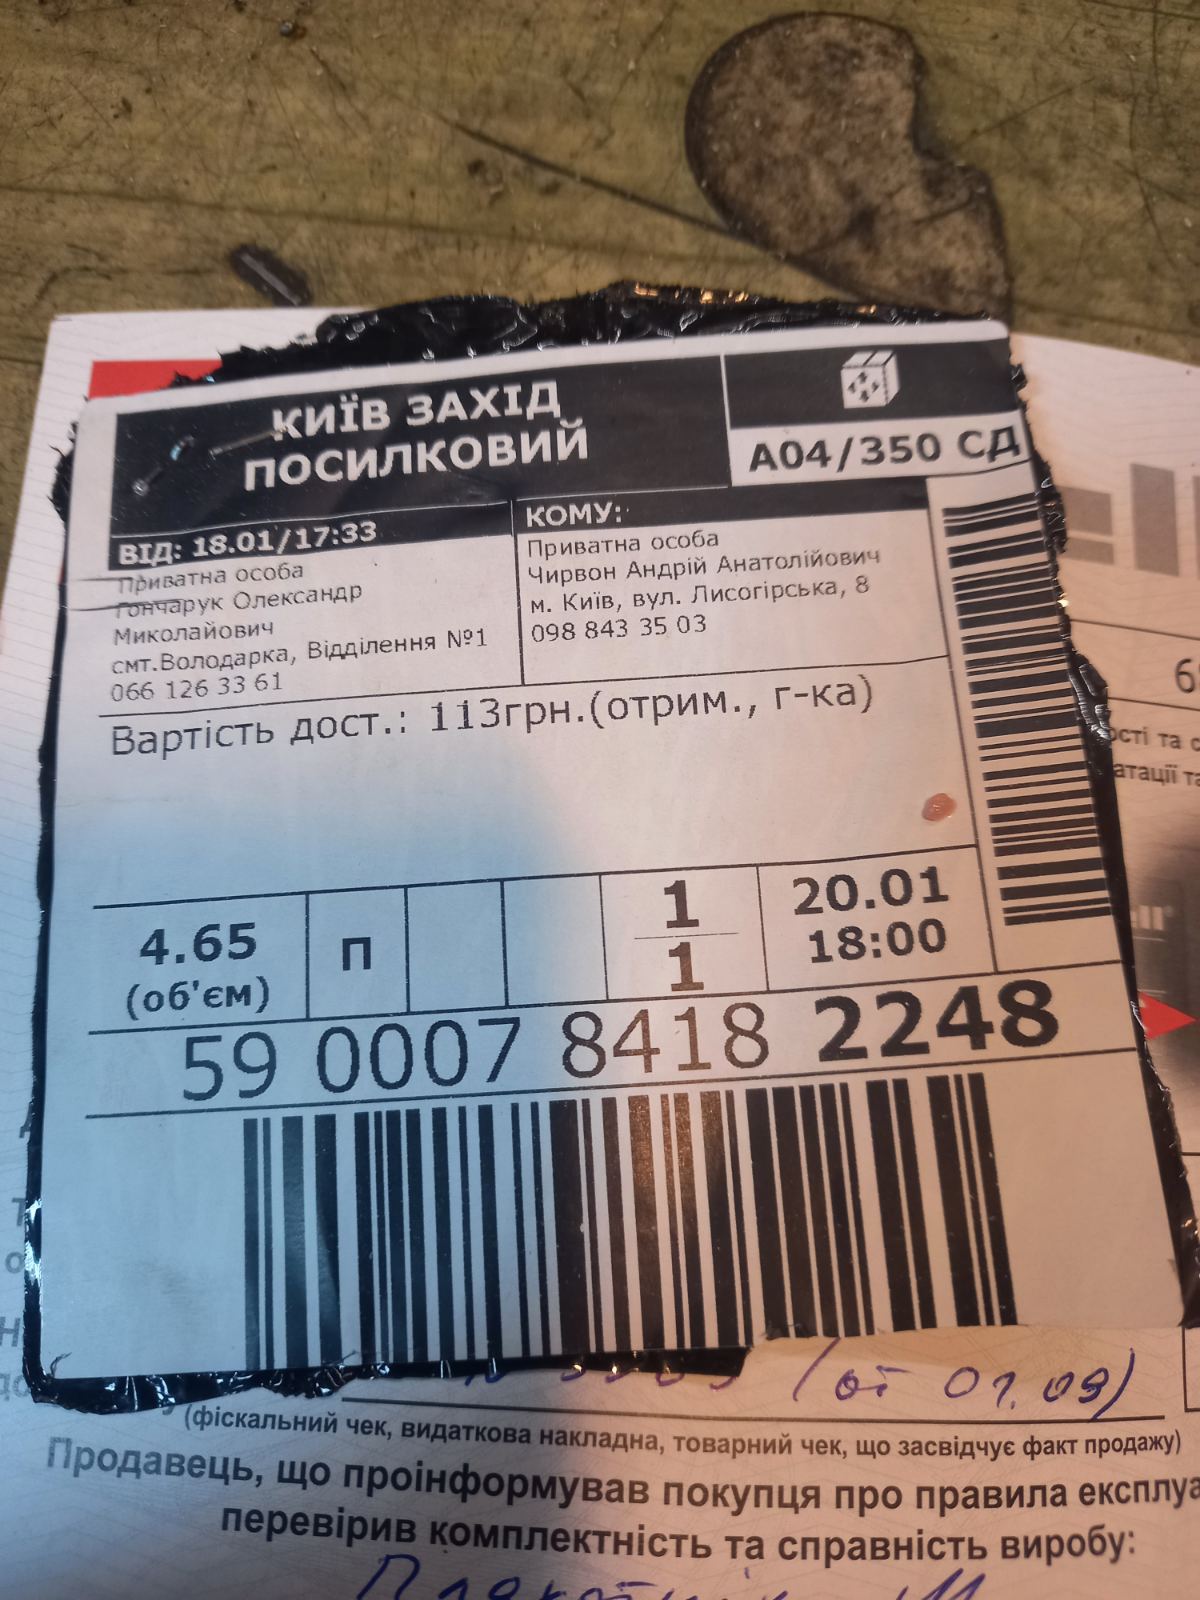 КИЇВ ЗАХІД
ПОСИЛКОВИЙ
А04/350 СД
ВІД: 18.01/17:33
Приватна особа
Гончарук Олександр
Миколайович
смт.Володарка, Відділення №1
066 126 33 61
КОМУ:
Приватна особа
Чирвон Андрій Анатолійович
м. Київ, вул. Лисогірська, 8
098 843 35 03
Вартість дост.: 113грн.(отрим., г-ка)
4.65
(об'єм)
П
1
1
20.01
18:00
59 0007 8418 2248
(от 01.09)
(фіскальний чек, видаткова накладна, товарний чек, що засвідчує факт продажу)
Продавець, що проінформував покупця про правила
перевірив комплектність та справність виробу: